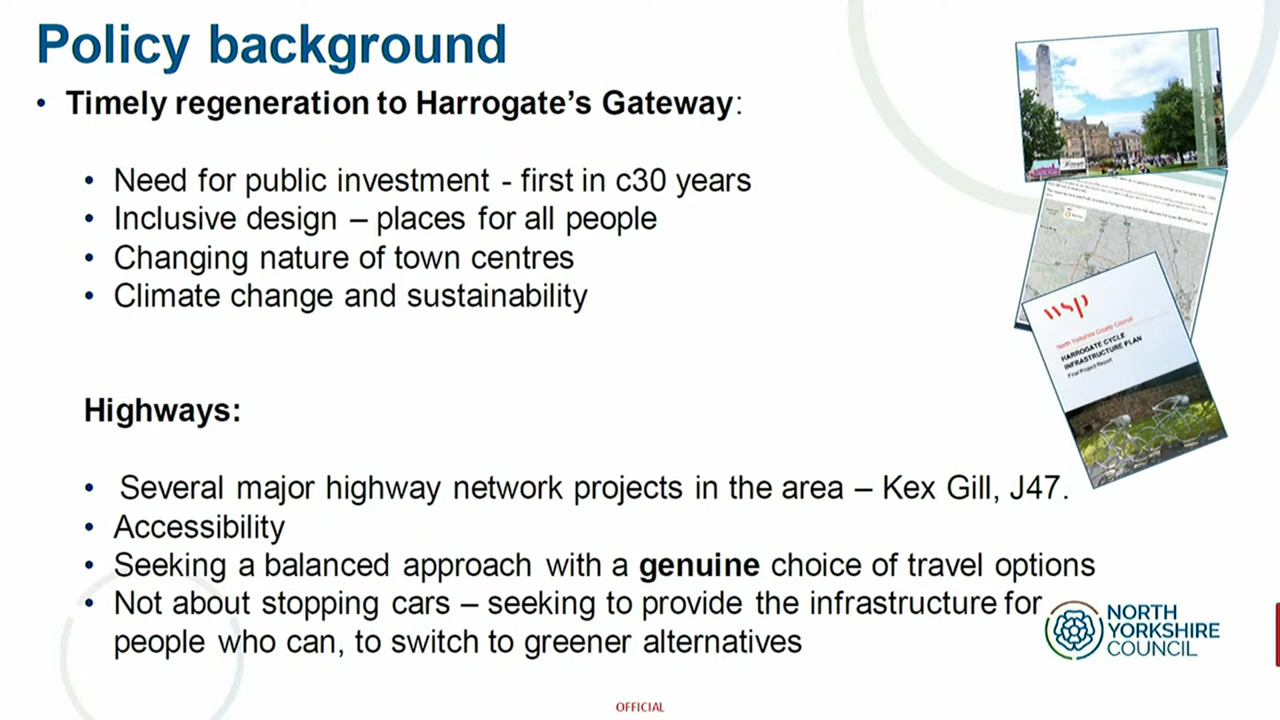 Policy background
• Timely regeneration to Harrogate's Gateway:
• Need for public investment - first in c30 years
• Inclusive design – places for all people
• Changing nature of town centres
• Climate change and sustainability
Highways:
• Several major highway network projects in the area – Kex Gill, J47.
• Accessibility
• Seeking a balanced approach with a genuine choice of travel options
• Not about stopping cars – seeking to provide the infrastructure for
people who can, to switch to greener alternatives
wsp
North Yorkshire County Council
HARROGATE CYCLE
INFRASTRUCTURE PLAN
Final Project Report
NORTH
YORKSHIRE
COUNCIL
OFFICIAL